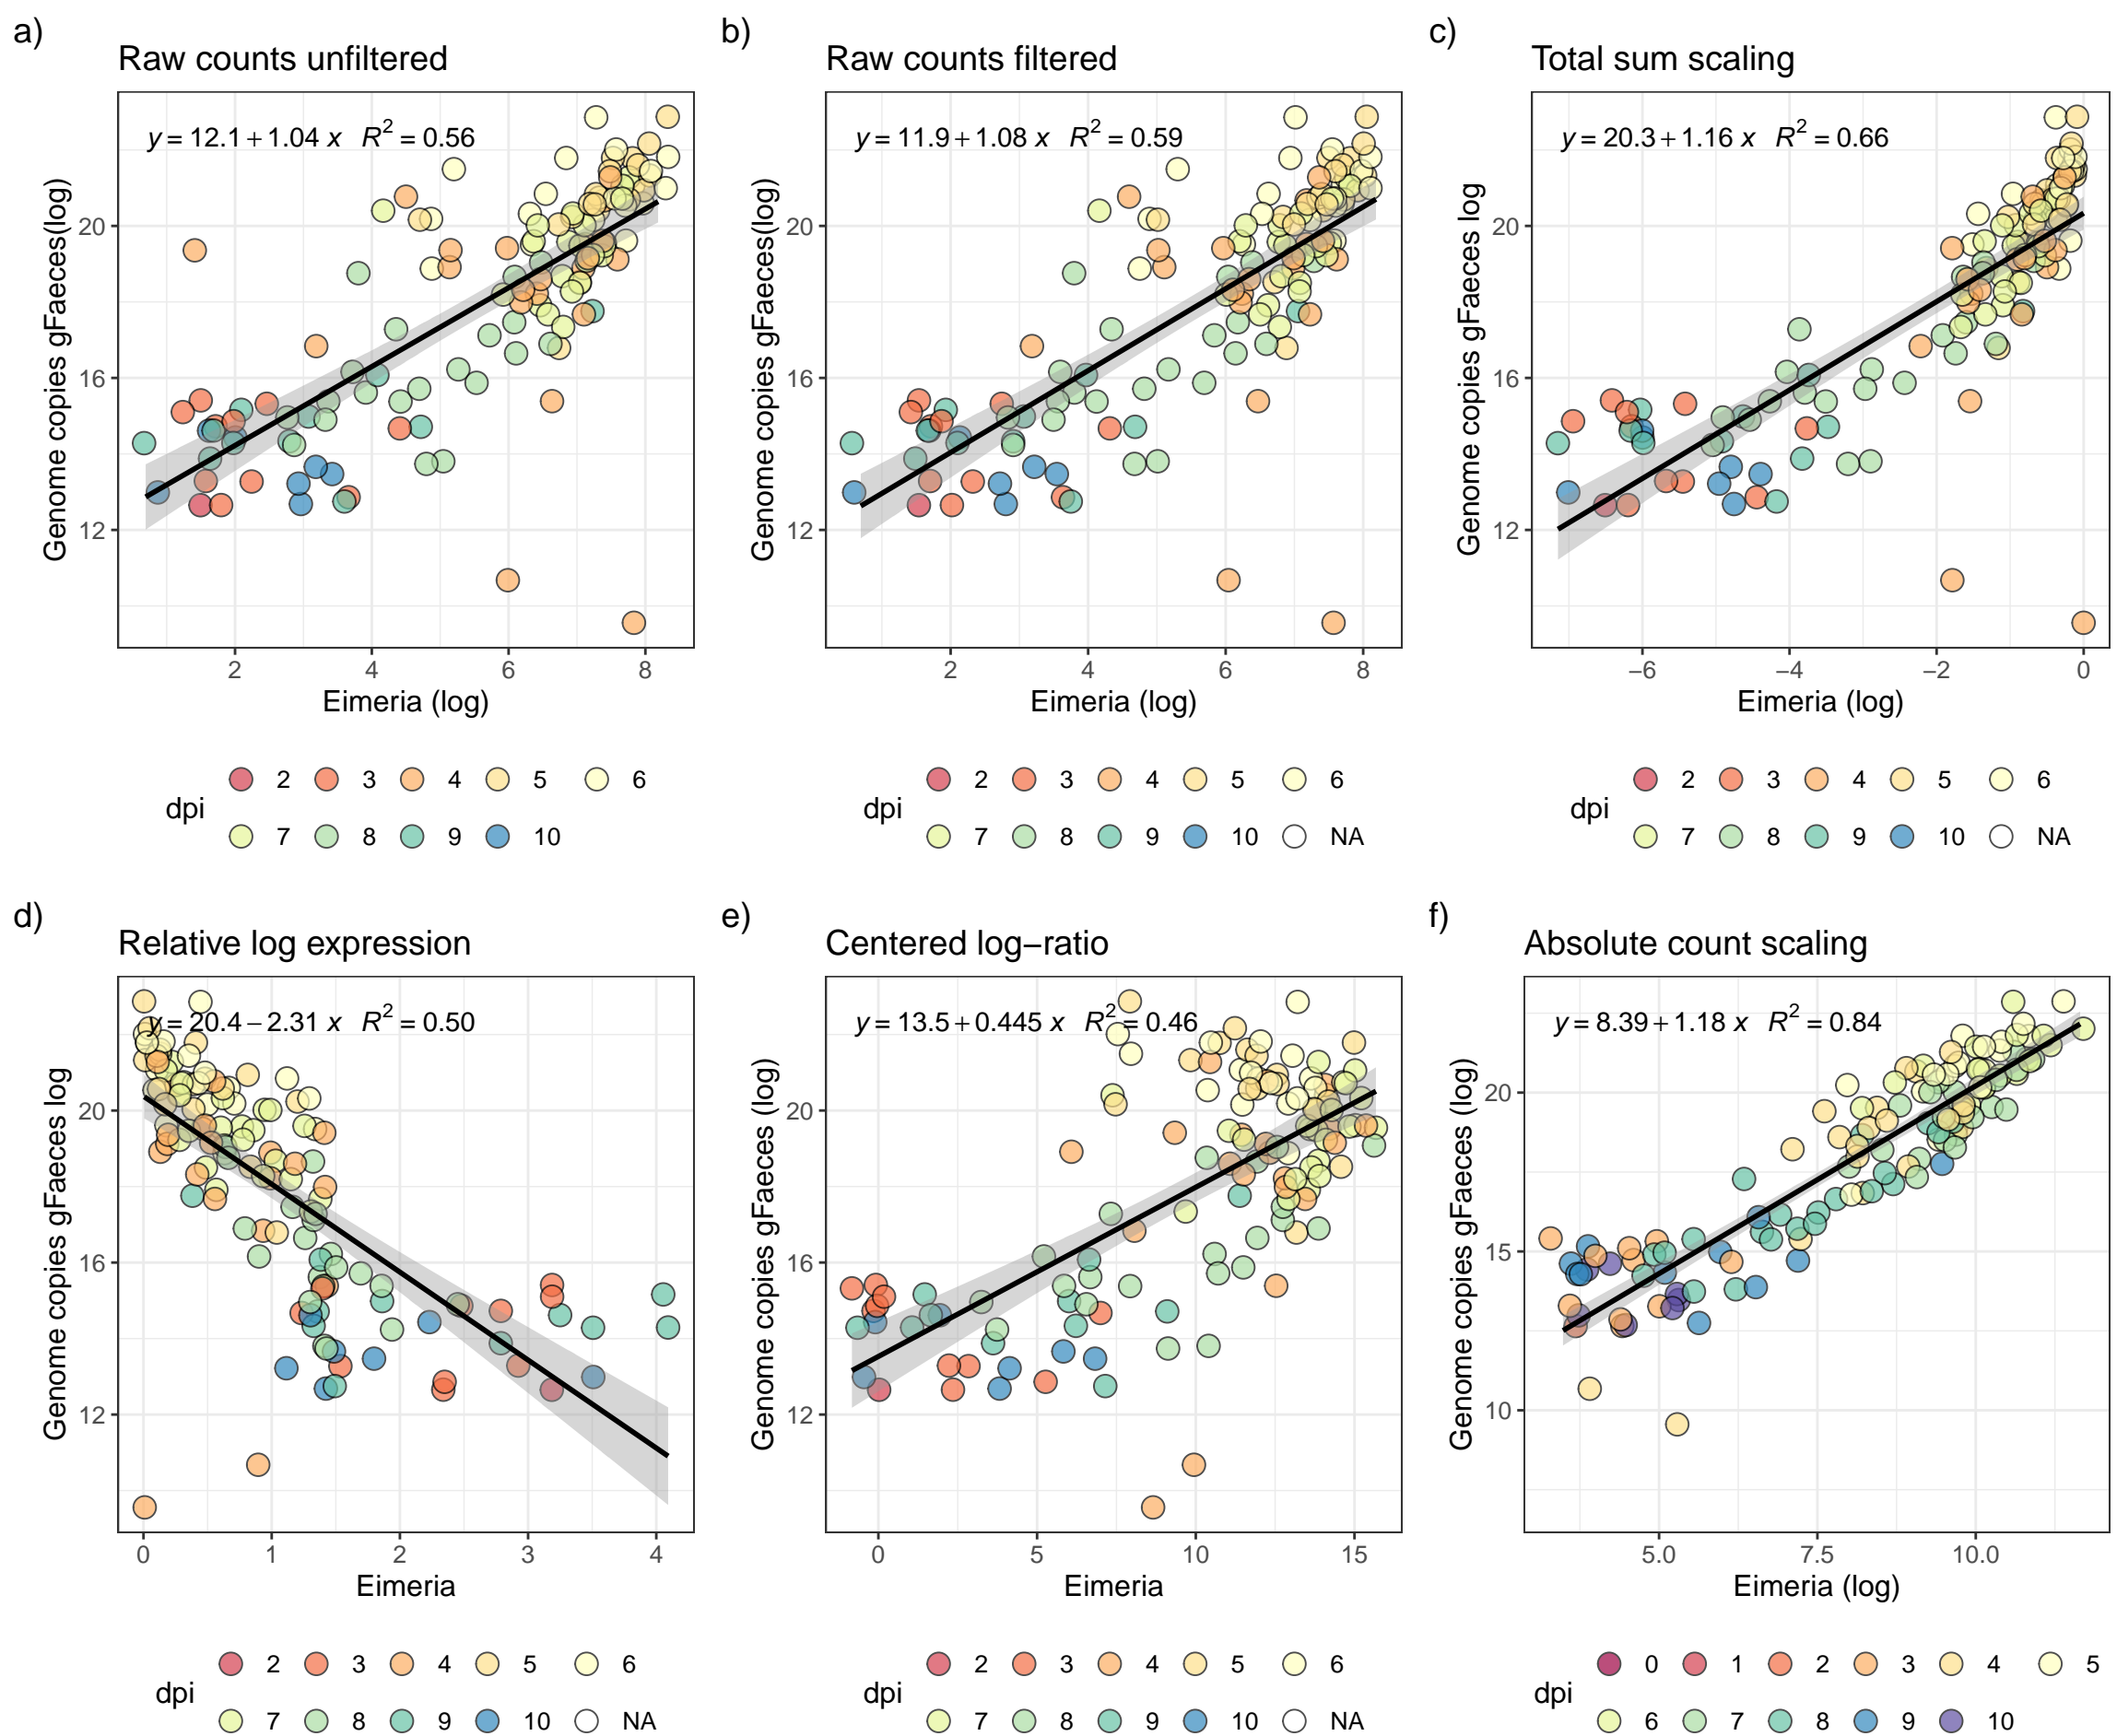 a)
Raw counts unfiltered
y = 12.1 + 1.04 x R² = 0.56
Genome copies gFaeces(log
20
16
12
2 4 6 8
Eimeria (log)
dpi
2 3 4 5 6
7 8 9 10
b)
Raw counts filtered
y = 11.9 + 1.08 x R² = 0.59
Genome copies gFaeces(log
20
16
12
2 4 6 8
Eimeria (log)
dpi
2 3 4 5 6
7 8 9 10 NA
c)
Total sum scaling
y = 20.3 + 1.16 x R² = 0.66
Genome copies gFaeces log
20
16
12
−6 −4 −2 0
Eimeria (log)
dpi
2 3 4 5 6
7 8 9 10 NA
d)
Relative log expression
y = 20.4 − 2.31 x R² = 0.50
Genome copies gFaeces log
20
16
12
0 1 2 3 4
Eimeria
dpi
2 3 4 5 6
7 8 9 10 NA
e)
Centered log−ratio
y = 13.5 + 0.445 x R² = 0.46
Genome copies gFaeces (log
20
16
12
0 5 10 15
Eimeria
dpi
2 3 4 5 6
7 8 9 10 NA
f)
Absolute count scaling
y = 8.39 + 1.18 x R² = 0.84
Genome copies gFaeces (log
20
15
10
5.0 7.5 10.0
Eimeria (log)
dpi
0 1 2 3 4 5
6 7 8 9 10